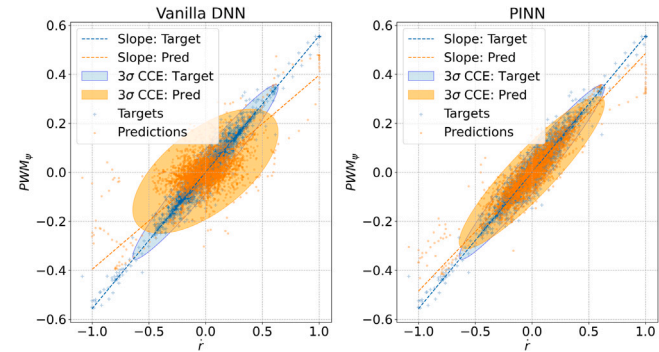 Vanilla DNN
0.6
0.4
0.2
0.0
−0.2
−0.4
−0.6
PWM_ψ
Slope: Target
Slope: Pred
3σ CCE: Target
3σ CCE: Pred
Targets
Predictions
−1.0 −0.5 0.0 0.5 1.0
ṙ
PINN
0.6
0.4
0.2
0.0
−0.2
−0.4
−0.6
PWM_ψ
Slope: Target
Slope: Pred
3σ CCE: Target
3σ CCE: Pred
Targets
Predictions
−1.0 −0.5 0.0 0.5 1.0
ṙ